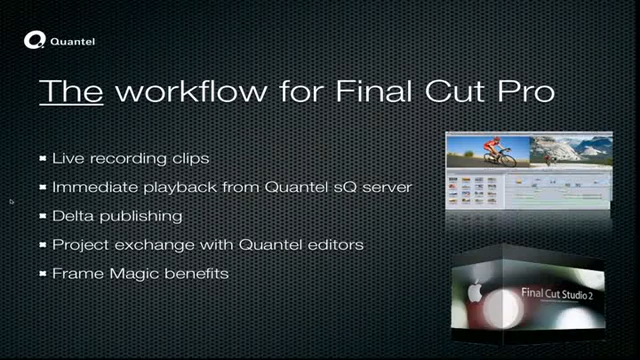 Quantel
The workflow for Final Cut Pro
Live recording clips
Immediate playback from Quantel sQ server
Delta publishing
Project exchange with Quantel editors
Frame Magic benefits
Final Cut Studio 2